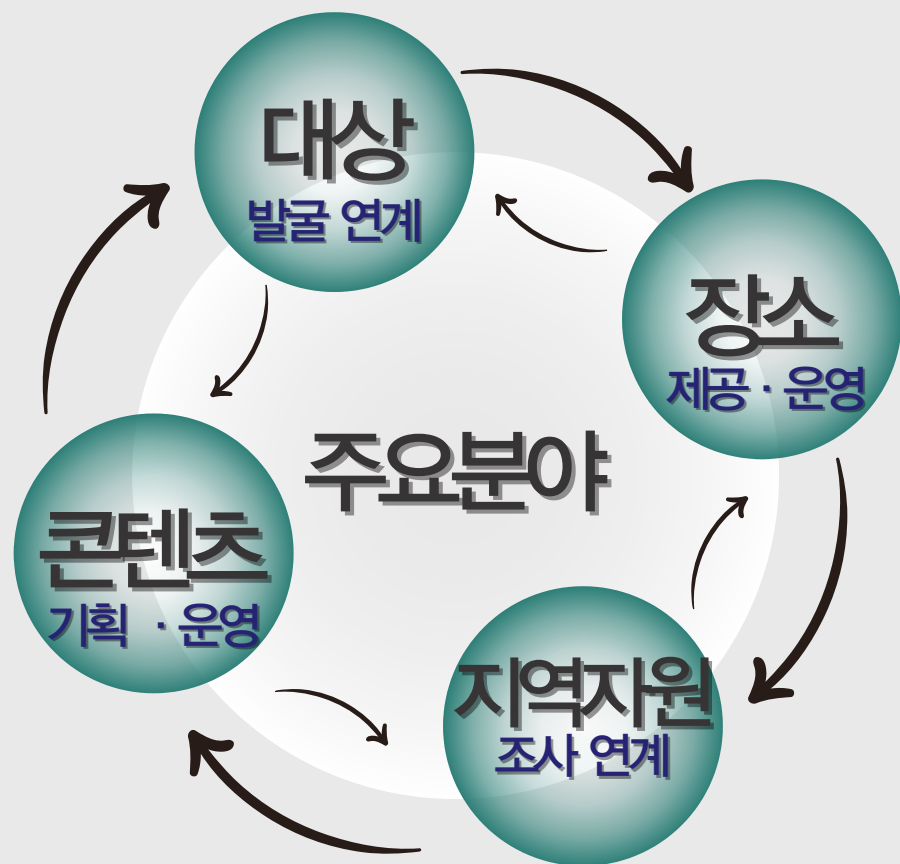 대상
발굴 연계
장소
제공 · 운영
주요분야
콘텐츠
기획 · 운영
지역자원
조사 연계